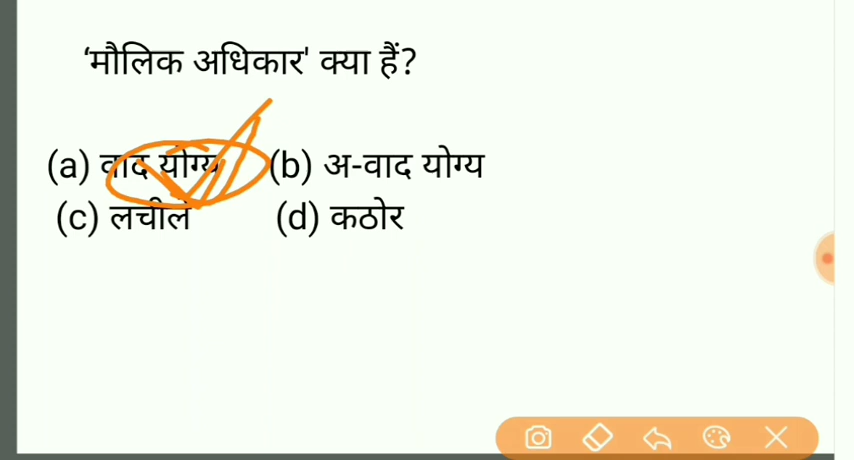 ‘मौलिक अधिकार' क्या हैं?
(a) वाद योग्य (b) अ-वाद योग्य
(c) लचीले (d) कठोर